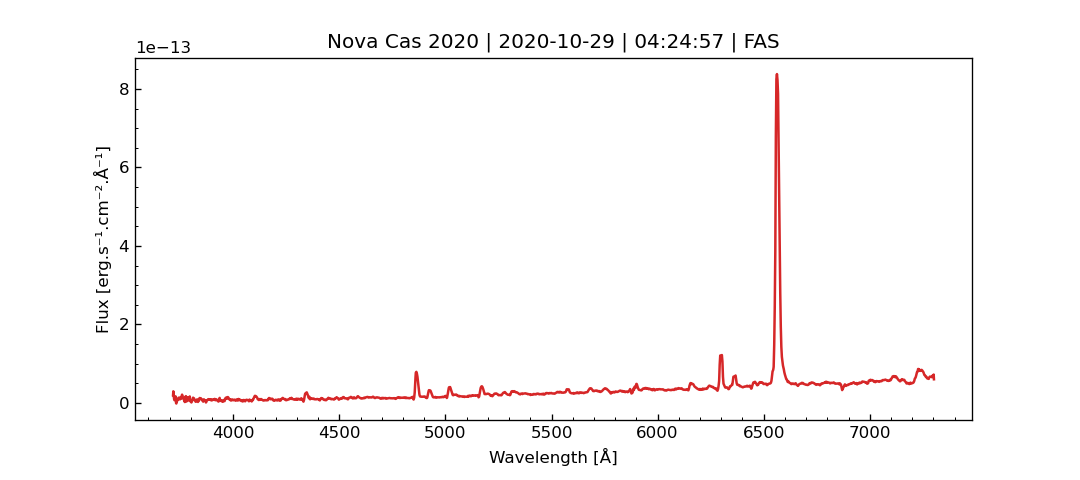 Nova Cas 2020 | 2020-10-29 | 04:24:57 | FAS
1e−13
8
6
4
2
0
Flux [erg.s⁻¹.cm⁻².Å⁻¹]
4000 4500 5000 5500 6000 6500 7000
Wavelength [Å]